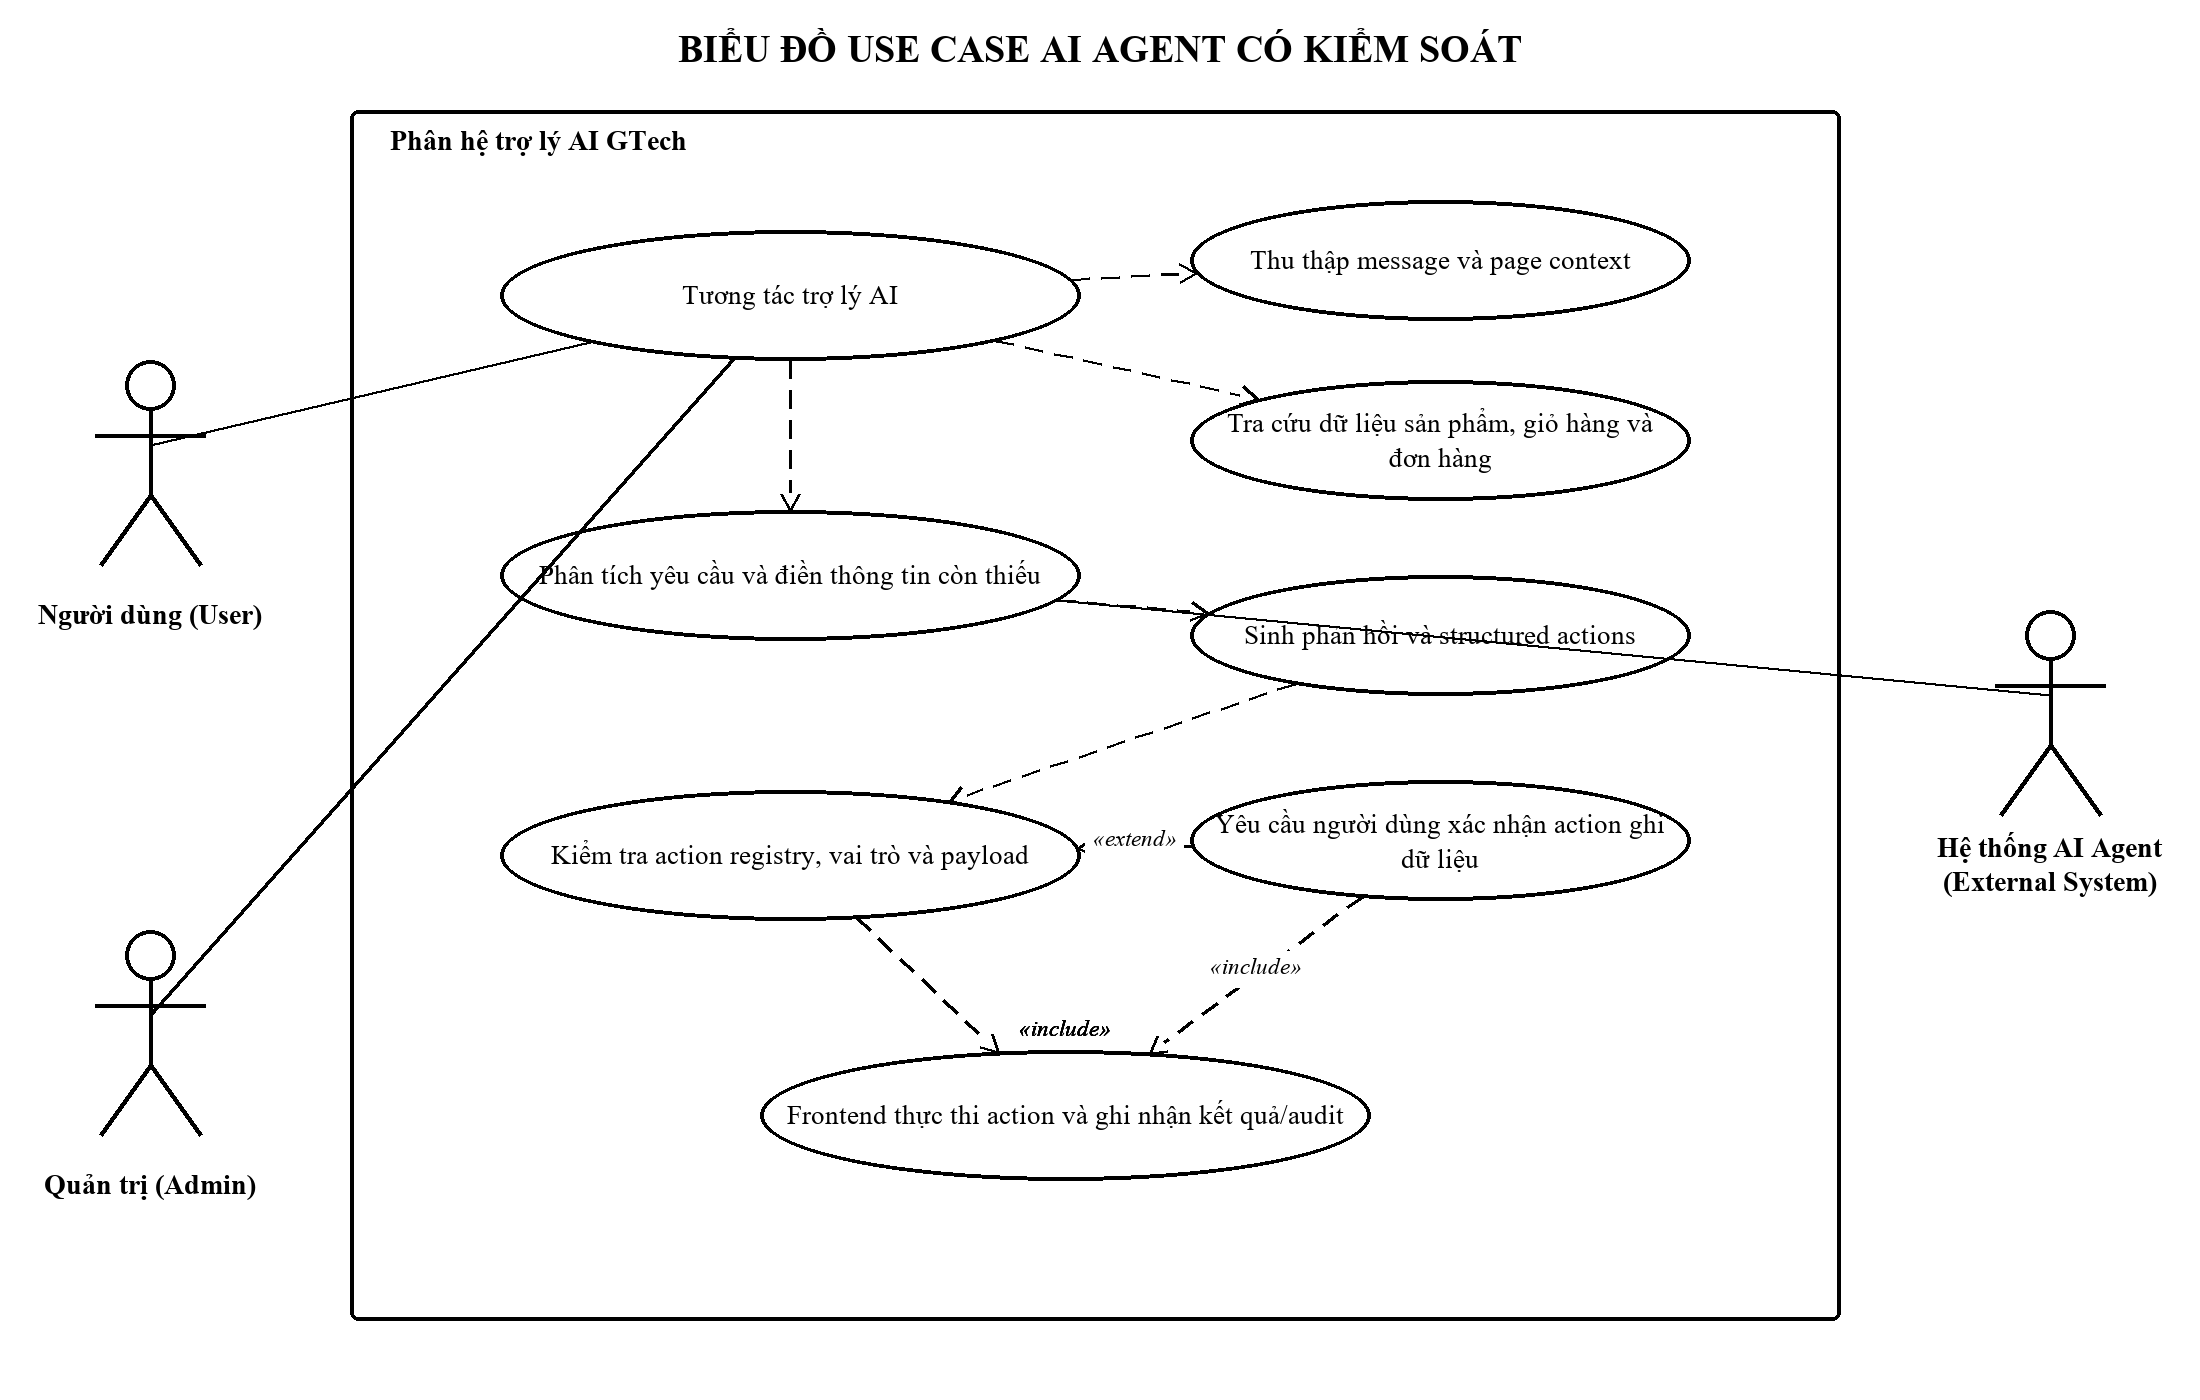 BIỂU ĐỒ USE CASE AI AGENT CÓ KIỂM SOÁT
Phân hệ trợ lý AI GTech
Thu thập message và page context
Tương tác trợ lý AI
Tra cứu dữ liệu sản phẩm, giỏ hàng và
đơn hàng
Phân tích yêu cầu và điền thông tin còn thiếu
Người dùng (User)
Sinh phản hồi và structured actions
Yêu cầu người dùng xác nhận action ghi
dữ liệu
«extend»
Kiểm tra action registry, vai trò và payload
Hệ thống AI Agent
(External System)
«include»
«include»
Frontend thực thi action và ghi nhận kết quả/audit
Quản trị (Admin)